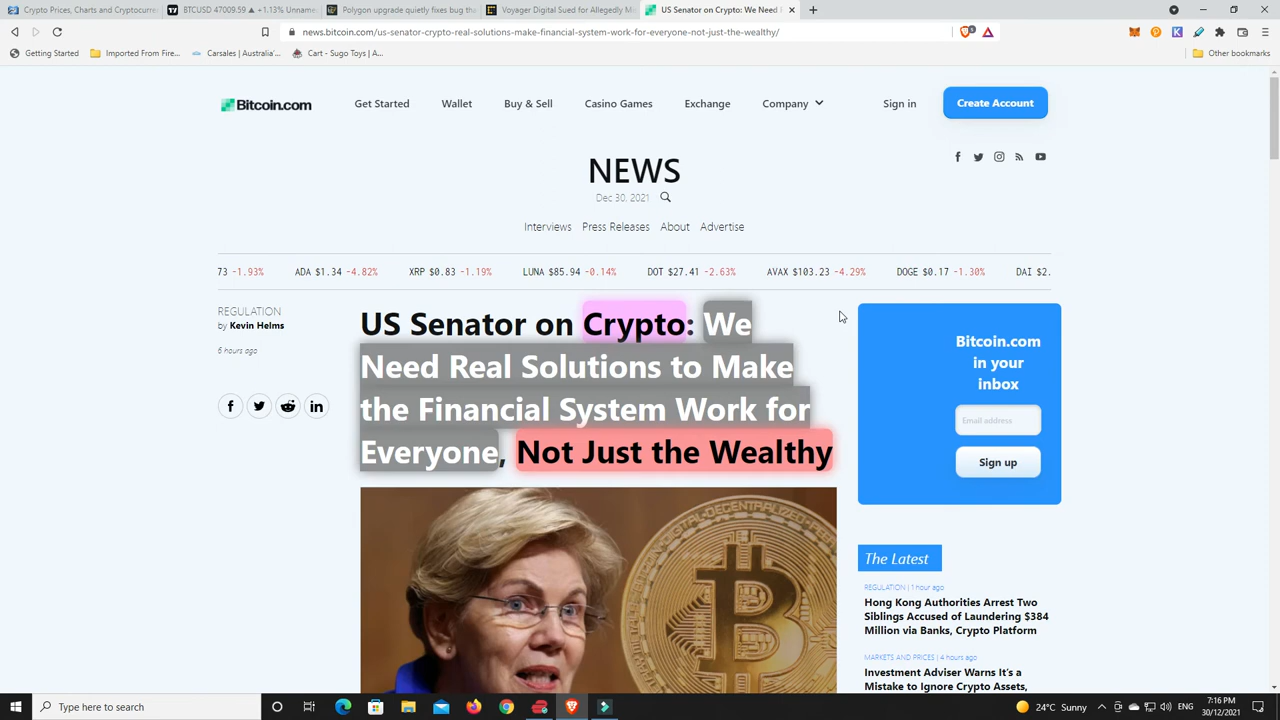 Crypto Prices, Charts and Cryptocurr
BTCUSD 47009.59 ▲ +1.13% Unname
Polygon upgrade quietly fixes bug tha
Voyager Digital Sued for Allegedly Mi
US Senator on Crypto: We Need F
news.bitcoin.com/us-senator-crypto-real-solutions-make-financial-system-work-for-everyone-not-just-the-wealthy/
Getting Started
Imported From Fire...
Carsales | Australia'...
Cart - Sugo Toys | A...
Other bookmarks
Bitcoin.com
Get Started
Wallet
Buy & Sell
Casino Games
Exchange
Company
Sign in
Create Account
NEWS
Dec 30, 2021
Interviews Press Releases About Advertise
73 -1.93% ADA $1.34 -4.82% XRP $0.83 -1.19% LUNA $85.94 -0.14% DOT $27.41 -2.63% AVAX $103.23 -4.29% DOGE $0.17 -1.30% DAI $2.
REGULATION
by Kevin Helms
6 hours ago
US Senator on Crypto: We
Need Real Solutions to Make
the Financial System Work for
Everyone, Not Just the Wealthy
Bitcoin.com
in your
inbox
Email address
Sign up
The Latest
REGULATION | 1 hour ago
Hong Kong Authorities Arrest Two
Siblings Accused of Laundering $384
Million via Banks, Crypto Platform
MARKETS AND PRICES | 4 hours ago
Investment Adviser Warns It's a
Mistake to Ignore Crypto Assets,
Type here to search
24°C Sunny
ENG
7:16 PM
30/12/2021